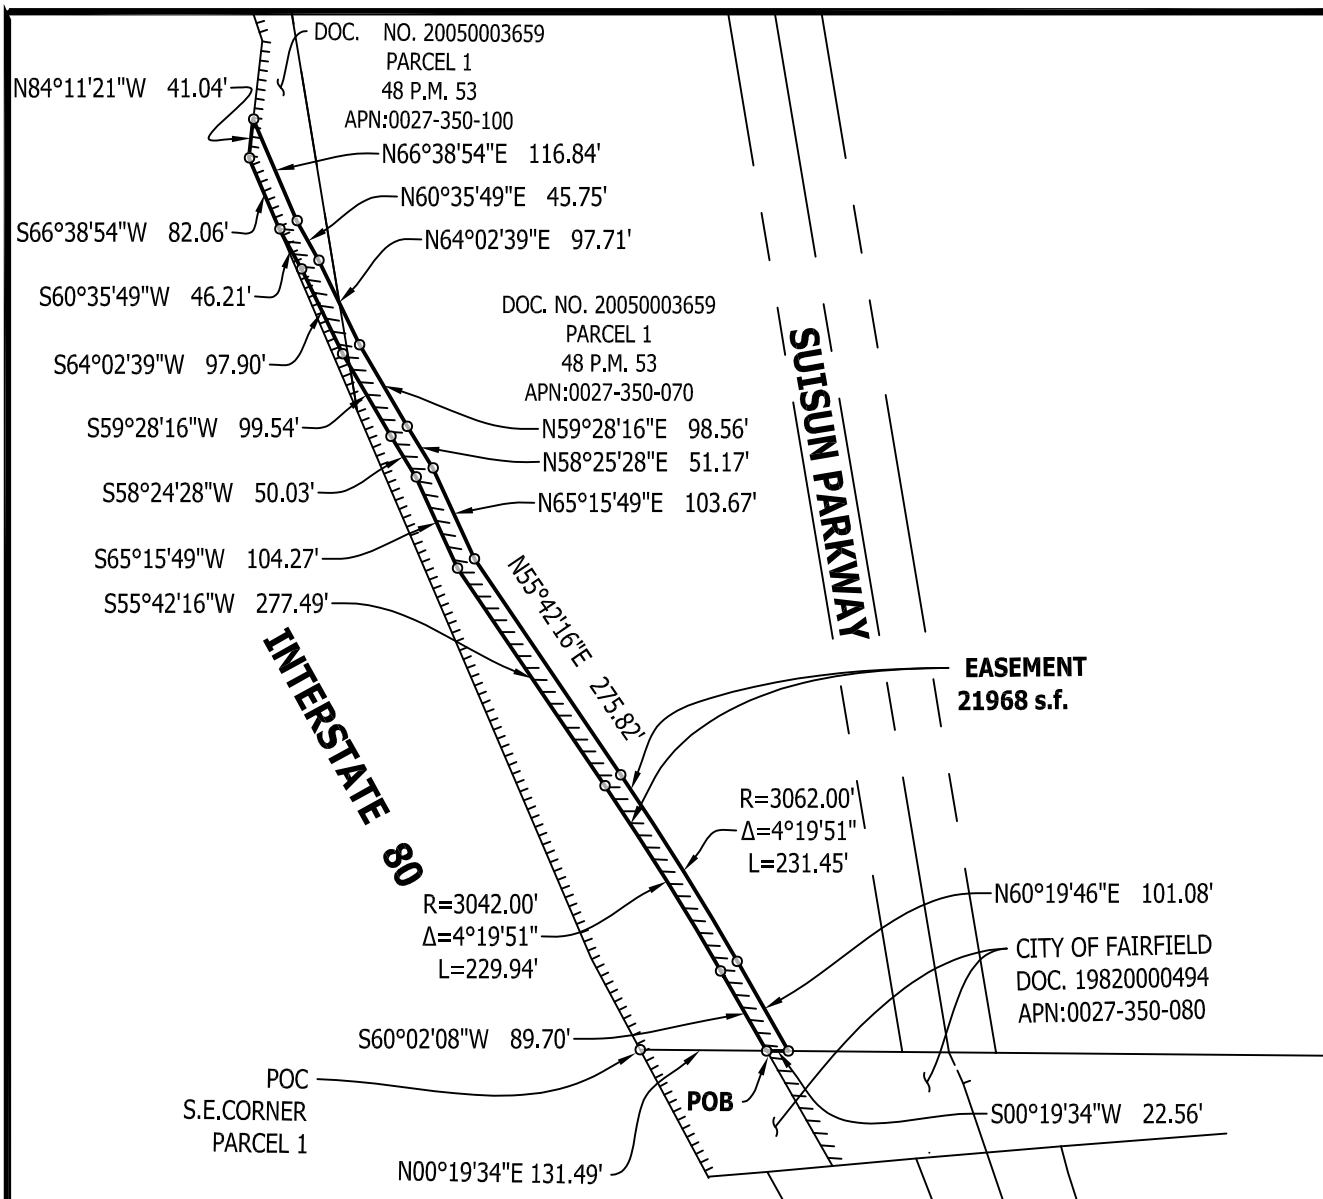 DOC. NO. 20050003659
PARCEL 1
48 P.M. 53
APN:0027-350-100
N84°11'21"W 41.04'
N66°38'54"E 116.84'
N60°35'49"E 45.75'
S66°38'54"W 82.06'
N64°02'39"E 97.71'
S60°35'49"W 46.21'
DOC. NO. 20050003659
PARCEL 1
48 P.M. 53
APN:0027-350-070
S64°02'39"W 97.90'
SUISUN PARKWAY
S59°28'16"W 99.54'
N59°28'16"E 98.56'
N58°25'28"E 51.17'
S58°24'28"W 50.03'
N65°15'49"E 103.67'
S65°15'49"W 104.27'
S55°42'16"W 277.49'
N55°42'16"E 275.82'
INTERSTATE 80
EASEMENT
21968 s.f.
R=3062.00'
Δ=4°19'51"
L=231.45'
R=3042.00'
Δ=4°19'51"
L=229.94'
N60°19'46"E 101.08'
CITY OF FAIRFIELD
DOC. 19820000494
APN:0027-350-080
S60°02'08"W 89.70'
POC
S.E.CORNER
PARCEL 1
POB
S00°19'34"W 22.56'
N00°19'34"E 131.49'